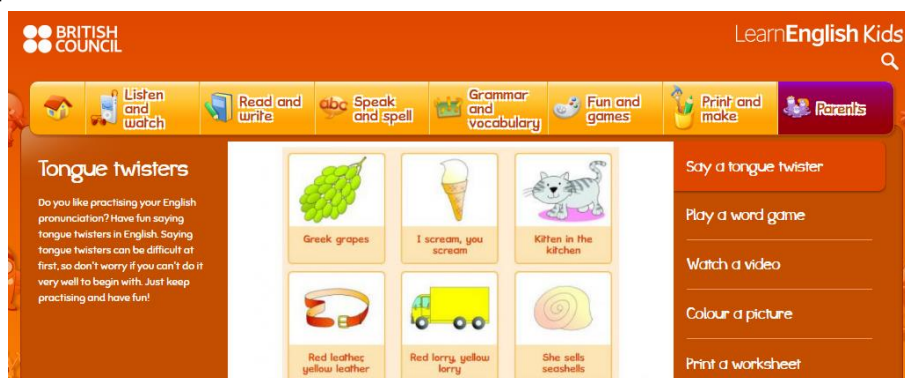 BRITISH
COUNCIL
LearnEnglish Kids
Listen
and
watch
Read and
write
abc
Speak
and spell
Grammar
and
vocabulary
Fun and
games
Print and
make
Parents
Tongue twisters
Do you like practising your English
pronunciation? Have fun saying
tongue twisters in English. Saying
tongue twisters can be difficult at
first, so don't worry if you can't do it
very well to begin with. Just keep
practising and have fun!
Greek grapes
I scream, you
scream
Kitten in the
kitchen
Red leather,
yellow leather
Red lorry, yellow
lorry
She sells
seashells
Say a tongue twister
Play a word game
Watch a video
Colour a picture
Print a worksheet